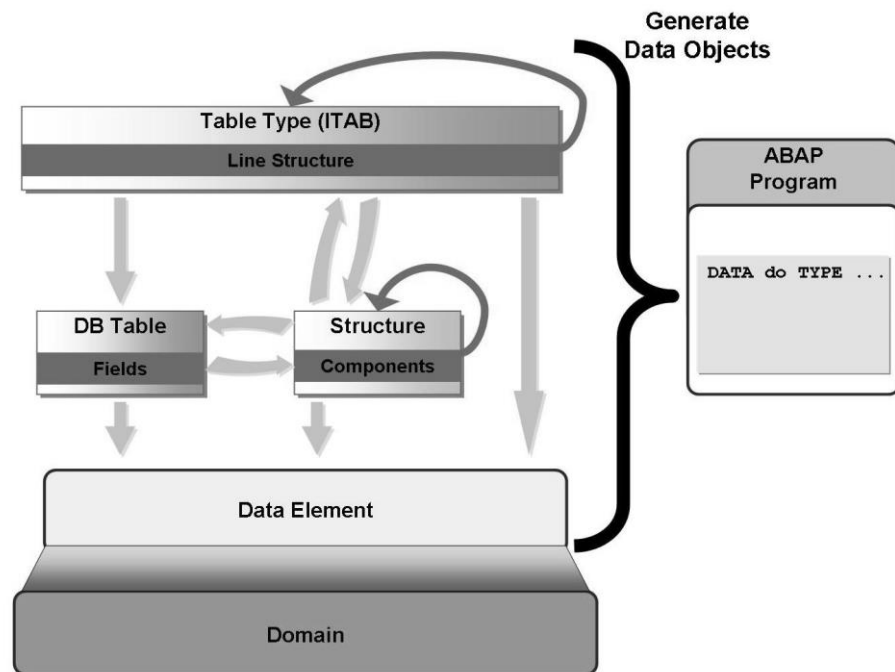 Generate
Data Objects
Table Type (ITAB)
Line Structure
ABAP
Program
DATA do TYPE ...
DB Table
Fields
Structure
Components
Data Element
Domain